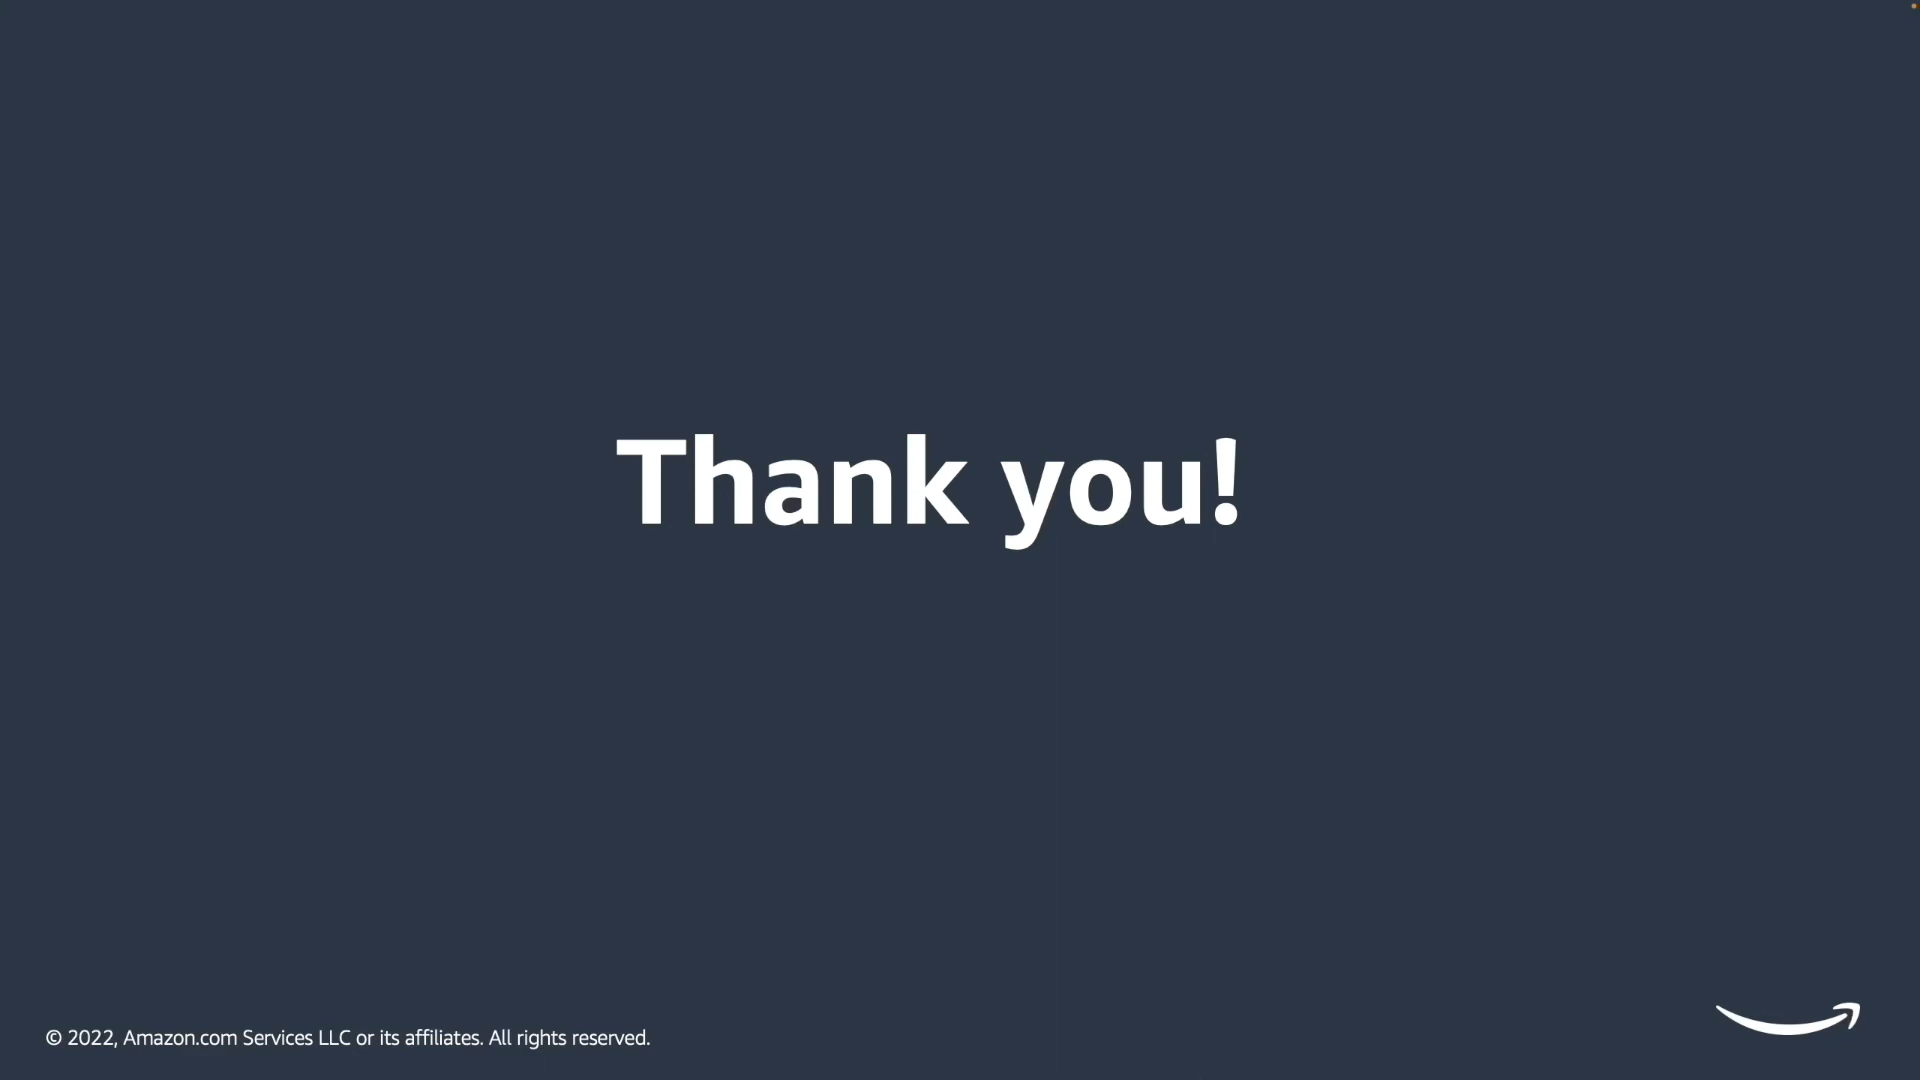 Thank you!
© 2022, Amazon.com Services LLC or its affiliates. All rights reserved.